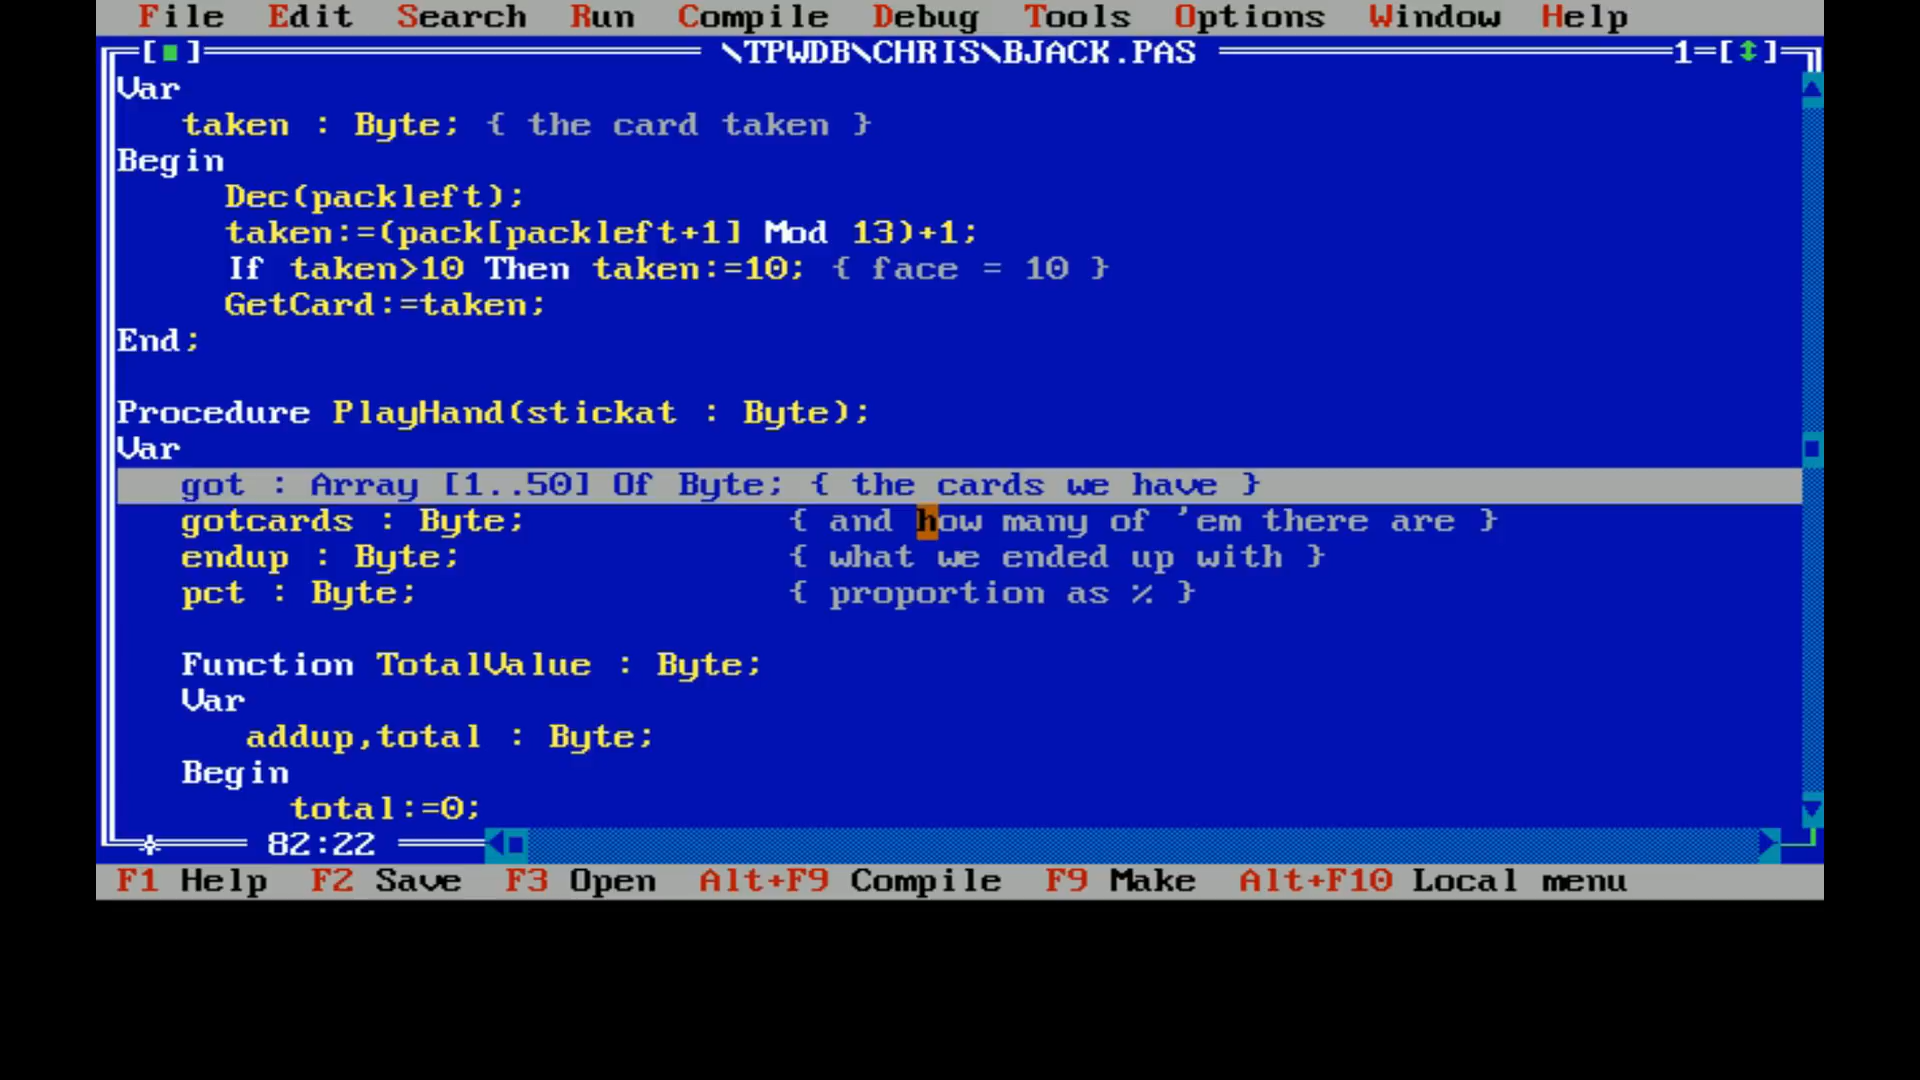 File Edit Search Run Compile Debug Tools Options Window Help
[■] \TPWDB\CHRIS\BJACK.PAS 1=[↕]
Var
taken : Byte; { the card taken }
Begin
Dec(packleft);
taken:=(pack[packleft+1] Mod 13)+1;
If taken>10 Then taken:=10; { face = 10 }
GetCard:=taken;
End;
Procedure PlayHand(stickat : Byte);
Var
got : Array [1..50] Of Byte; { the cards we have }
gotcards : Byte; { and how many of 'em there are }
endup : Byte; { what we ended up with }
pct : Byte; { proportion as % }
Function TotalValue : Byte;
Var
addup,total : Byte;
Begin
total:=0;
82:22
F1 Help F2 Save F3 Open Alt+F9 Compile F9 Make Alt+F10 Local menu